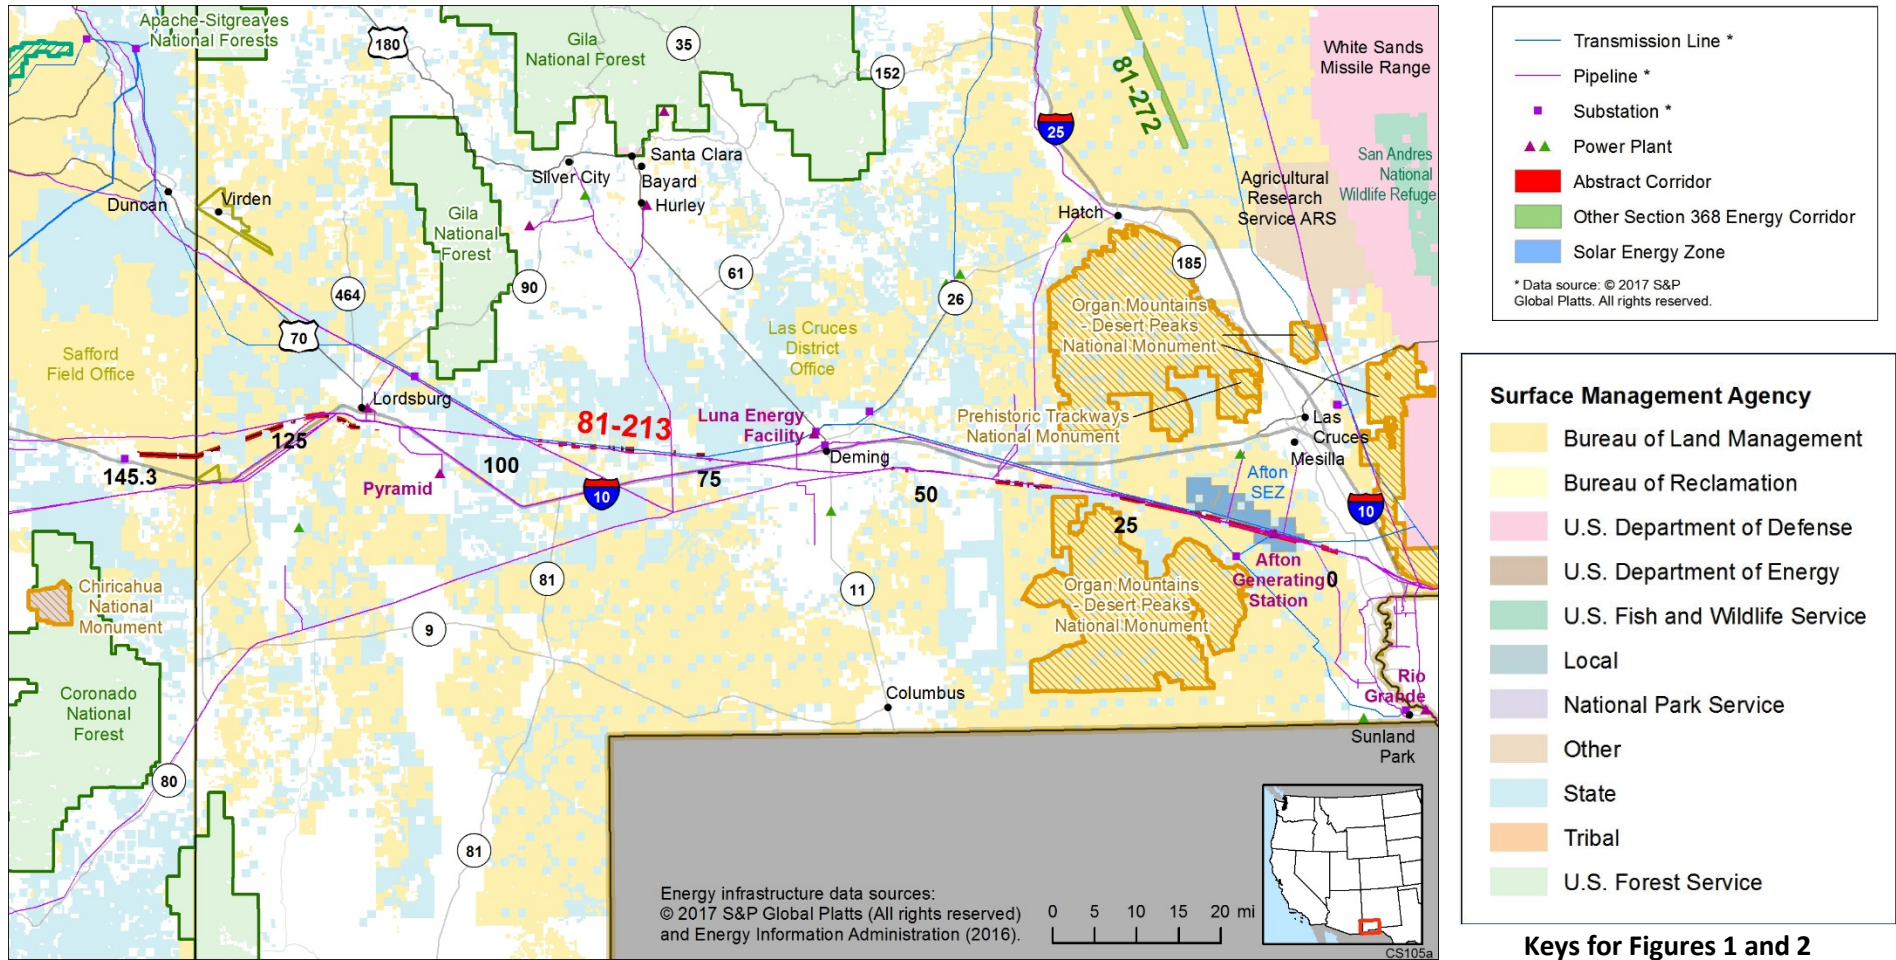 Apache-Sitgreaves
National Forests
180
Gila
National Forest
35
152
81-272
White Sands
Missile Range
25
San Andres
National
Wildlife Refuge
Agricultural
Research
Service ARS
Santa Clara
Silver City
Bayard
Hurley
Duncan
Virden
Gila
National
Forest
Hatch
185
90
61
26
464
70
Organ Mountains
- Desert Peaks
National Monument
Las Cruces
District
Office
Safford
Field Office
Lordsburg
81-213
Luna Energy
Facility
Prehistoric Trackways
National Monument
Las
Cruces
Mesilla
125
145.3
100
Pyramid
10
75
Deming
50
Afton
SEZ
10
25
Afton
Generating
Station
0
Chiricahua
National
Monument
81
11
9
Organ Mountains
- Desert Peaks
National Monument
Coronado
National
Forest
Columbus
Rio
Grande
Sunland
Park
80
81
Energy infrastructure data sources:
© 2017 S&P Global Platts (All rights reserved)
and Energy Information Administration (2016).
0 5 10 15 20 mi
CS105a
Transmission Line *
Pipeline *
Substation *
Power Plant
Abstract Corridor
Other Section 368 Energy Corridor
Solar Energy Zone
* Data source: © 2017 S&P
Global Platts. All rights reserved.
Surface Management Agency
Bureau of Land Management
Bureau of Reclamation
U.S. Department of Defense
U.S. Department of Energy
U.S. Fish and Wildlife Service
Local
National Park Service
Other
State
Tribal
U.S. Forest Service
Keys for Figures 1 and 2